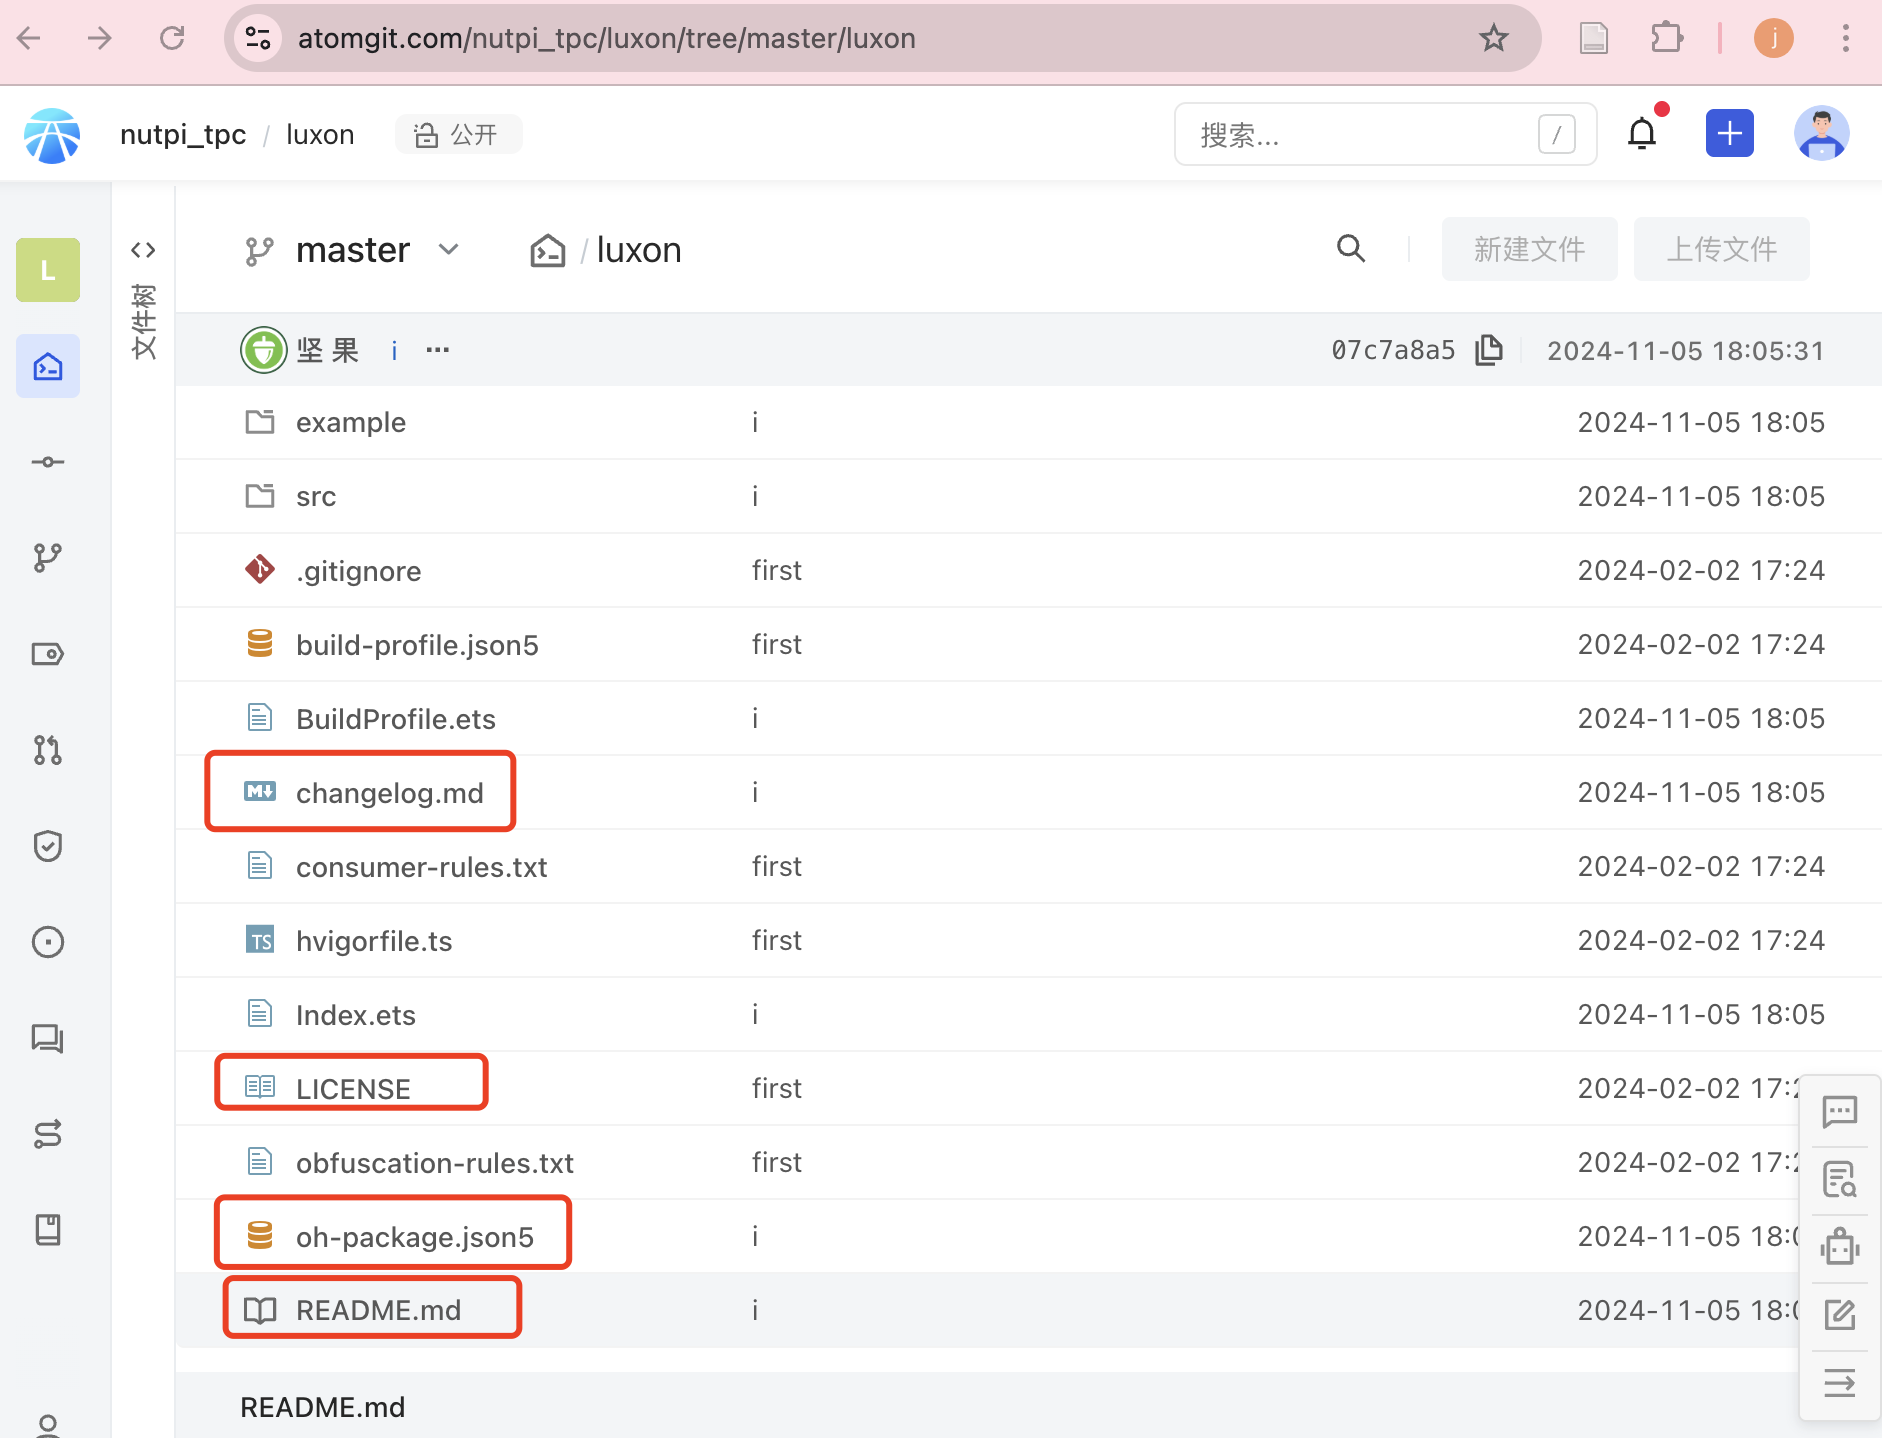 atomgit.com/nutpi_tpc/luxon/tree/master/luxon
j
nutpi_tpc / luxon 公开
搜索... /
L
文件树
master / luxon
新建文件 上传文件
坚 果 i ··· 07c7a8a5 2024-11-05 18:05:31
example i 2024-11-05 18:05
src i 2024-11-05 18:05
.gitignore first 2024-02-02 17:24
build-profile.json5 first 2024-02-02 17:24
BuildProfile.ets i 2024-11-05 18:05
M changelog.md i 2024-11-05 18:05
consumer-rules.txt first 2024-02-02 17:24
TS hvigorfile.ts first 2024-02-02 17:24
Index.ets i 2024-11-05 18:05
LICENSE first 2024-02-02 17:
obfuscation-rules.txt first 2024-02-02 17:
oh-package.json5 i 2024-11-05 18:
README.md i 2024-11-05 18:
README.md